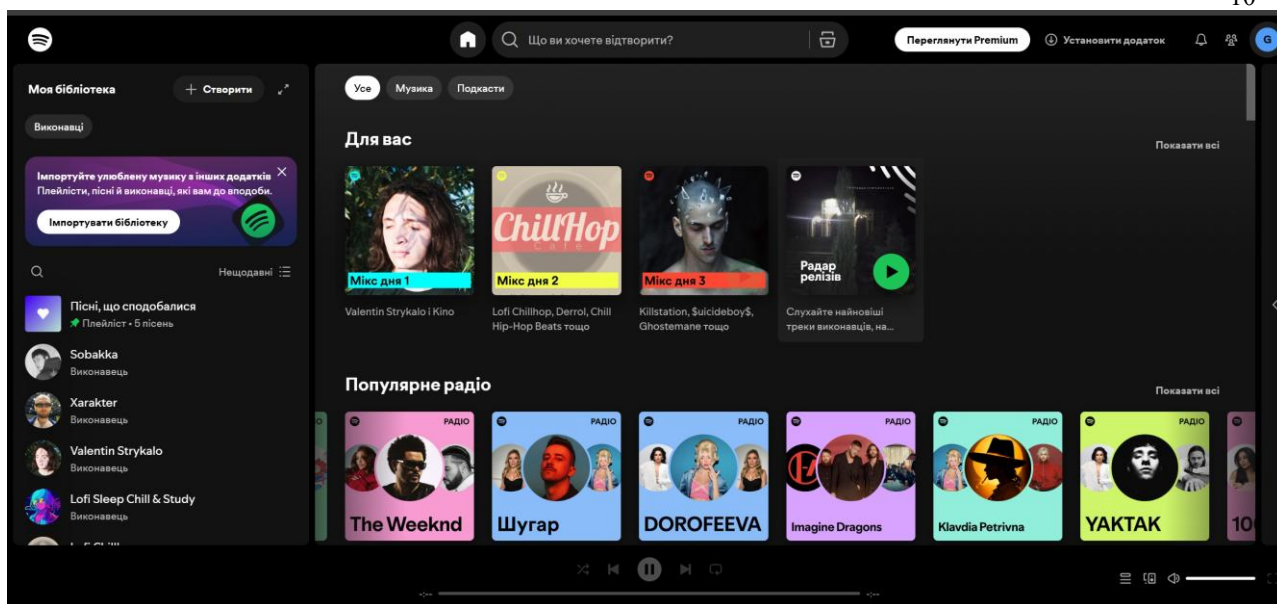 10
Що ви хочете відтворити?
Переглянути Premium
Установити додаток
G
Моя бібліотека
+ Створити
Виконавці
Імпортуйте улюблену музику з інших додатків
Плейлисти, пісні й виконавці, які вам до вподоби.
Імпортувати бібліотеку
Нещодавні
Пісні, що сподобалися
Плейліст • 5 пісень
Sobakka
Виконавець
Xarakter
Виконавець
Valentin Strykalo
Виконавець
Lofi Sleep Chill & Study
Виконавець
Усе
Музика
Подкасти
Для вас
Показати всі
ChillHop
Cafe
Мікс дня 1
Мікс дня 2
Мікс дня 3
Радар
релізів
Valentin Strykalo і Кино
Lofi Chillhop, Derrol, Chill
Hip-Hop Beats тощо
Killstation, $uicideboy$,
Ghostemane тощо
Слухайте найновіші
треки виконавців, на...
Популярне радіо
Показати всі
РАДІО
РАДІО
РАДІО
РАДІО
РАДІО
РАДІО
The Weeknd
Шугар
DOROFEEVA
Imagine Dragons
Klavdia Petrivna
YAKTAK
10
-:--
-:--